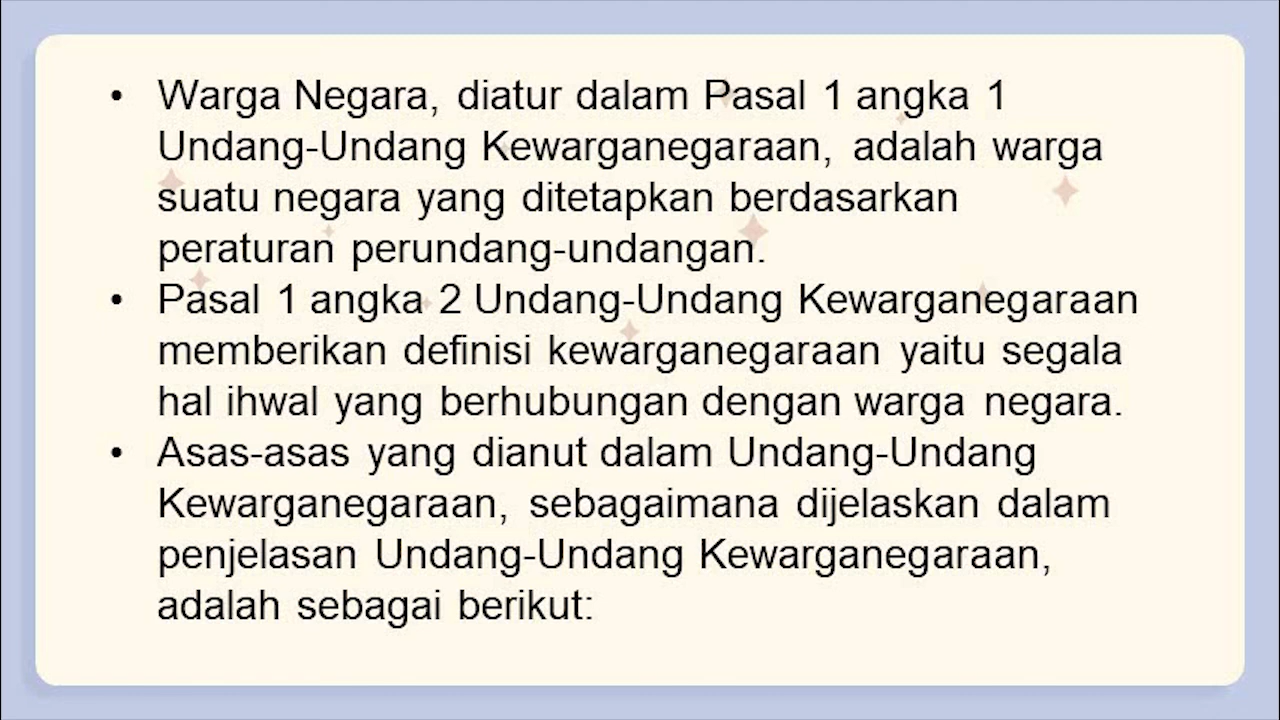 • Warga Negara, diatur dalam Pasal 1 angka 1
Undang-Undang Kewarganegaraan, adalah warga
suatu negara yang ditetapkan berdasarkan
peraturan perundang-undangan.
• Pasal 1 angka 2 Undang-Undang Kewarganegaraan
memberikan definisi kewarganegaraan yaitu segala
hal ihwal yang berhubungan dengan warga negara.
• Asas-asas yang dianut dalam Undang-Undang
Kewarganegaraan, sebagaimana dijelaskan dalam
penjelasan Undang-Undang Kewarganegaraan,
adalah sebagai berikut: